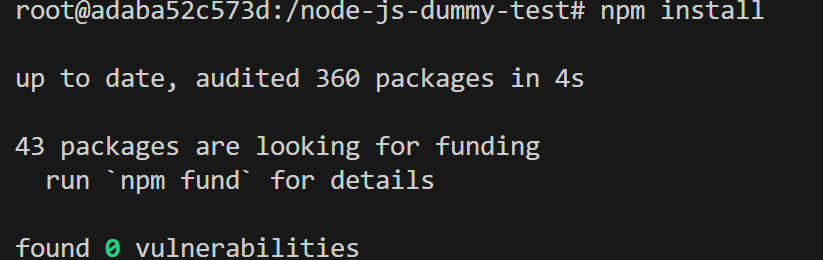 root@adaba52c573d:/node-js-dummy-test# npm install
up to date, audited 360 packages in 4s
43 packages are looking for funding
run `npm fund` for details
found 0 vulnerabilities